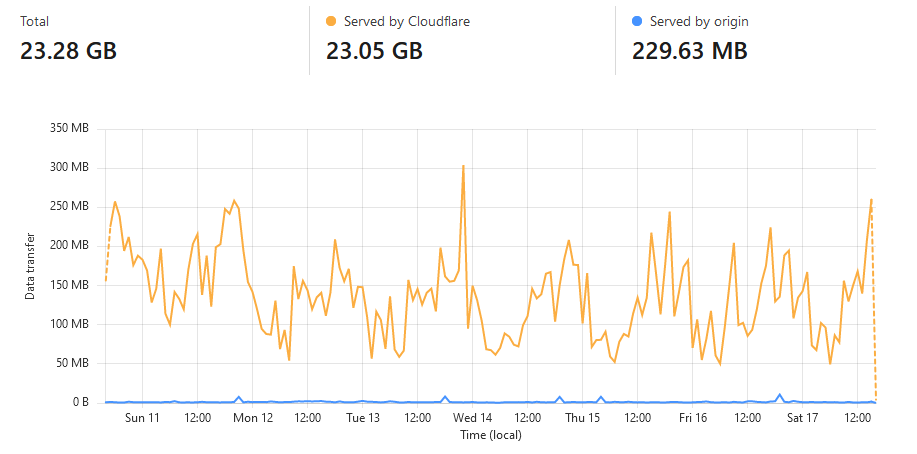 Total
23.28 GB
Served by Cloudflare
23.05 GB
Served by origin
229.63 MB
350 MB
300 MB
250 MB
200 MB
150 MB
100 MB
50 MB
0 B
Data transfer
Sun 11 12:00 Mon 12 12:00 Tue 13 12:00 Wed 14 12:00 Thu 15 12:00 Fri 16 12:00 Sat 17 12:00
Time (local)